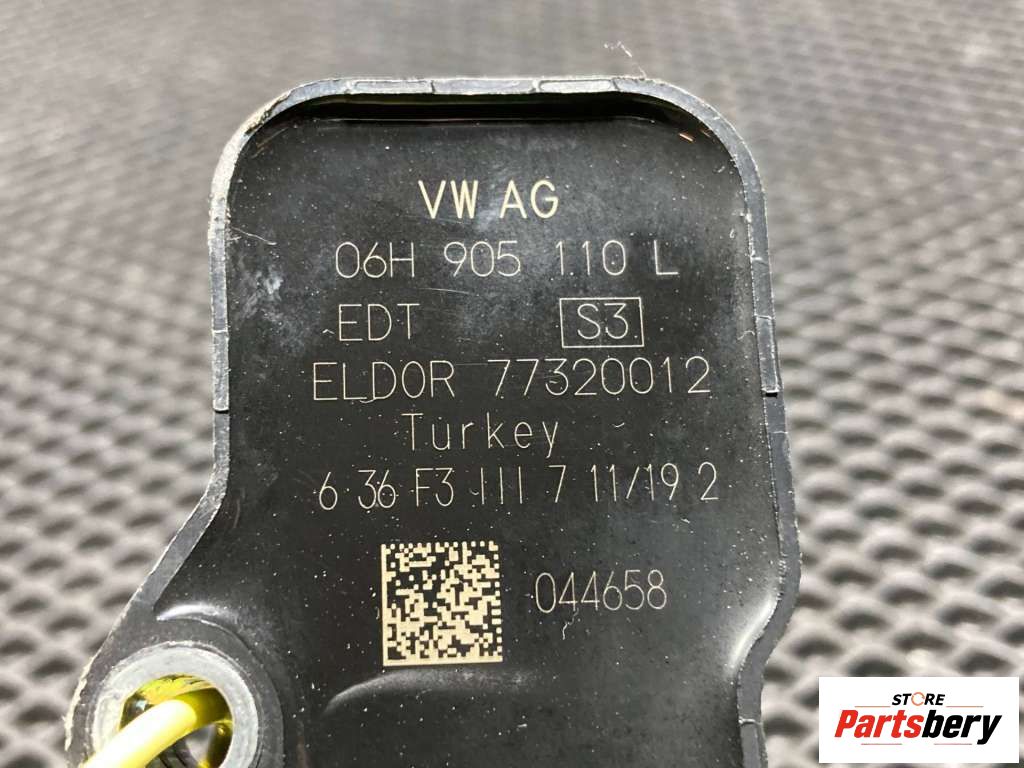 VW AG
06H 905 110 L
EDT S3
ELDOR 77320012
Turkey
6 36 F3 III 7 11/19 2
044658
STORE
Partsbery